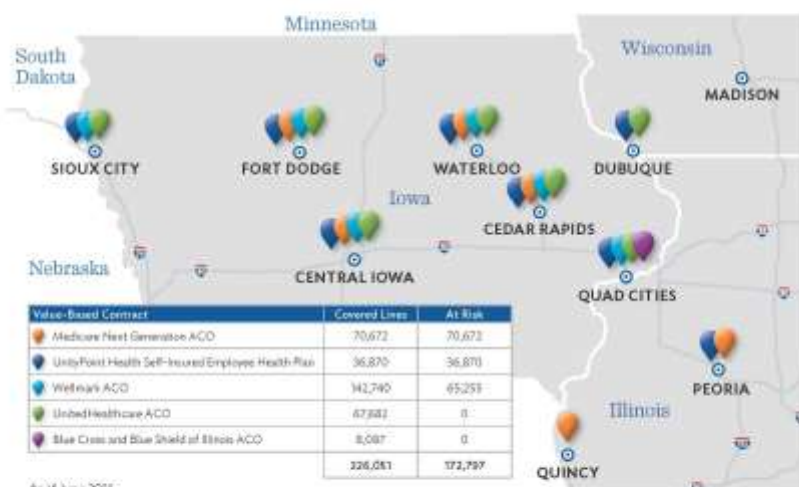 Minnesota
South
Dakota
Wisconsin
MADISON
SIOUX CITY
FORT DODGE
WATERLOO
DUBUQUE
Iowa
CEDAR RAPIDS
CENTRAL IOWA
Nebraska
QUAD CITIES
Value-Based Contract Covered Lives At Risk
Medicare Next Generation ACO 70,672 70,672
UnityPoint Health Self-Insured Employee Health Plan 36,870 36,870
Wellmark ACO 142,740 65,255
UnitedHealthcare ACO 67,682 0
Blue Cross and Blue Shield of Illinois ACO 8,087 0
326,051 172,797
PEORIA
Illinois
QUINCY
As of June